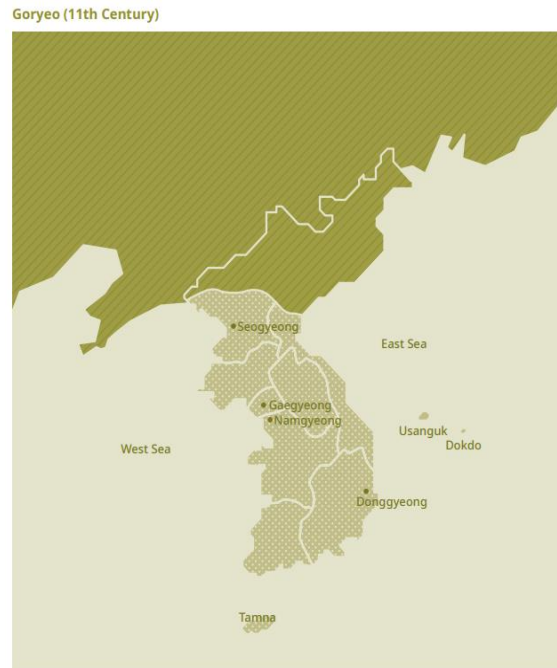 Goryeo (11th Century)
Seogyeong
East Sea
Gaegyeong
Namgyeong
Usanguk
Dokdo
West Sea
Donggyeong
Tamna